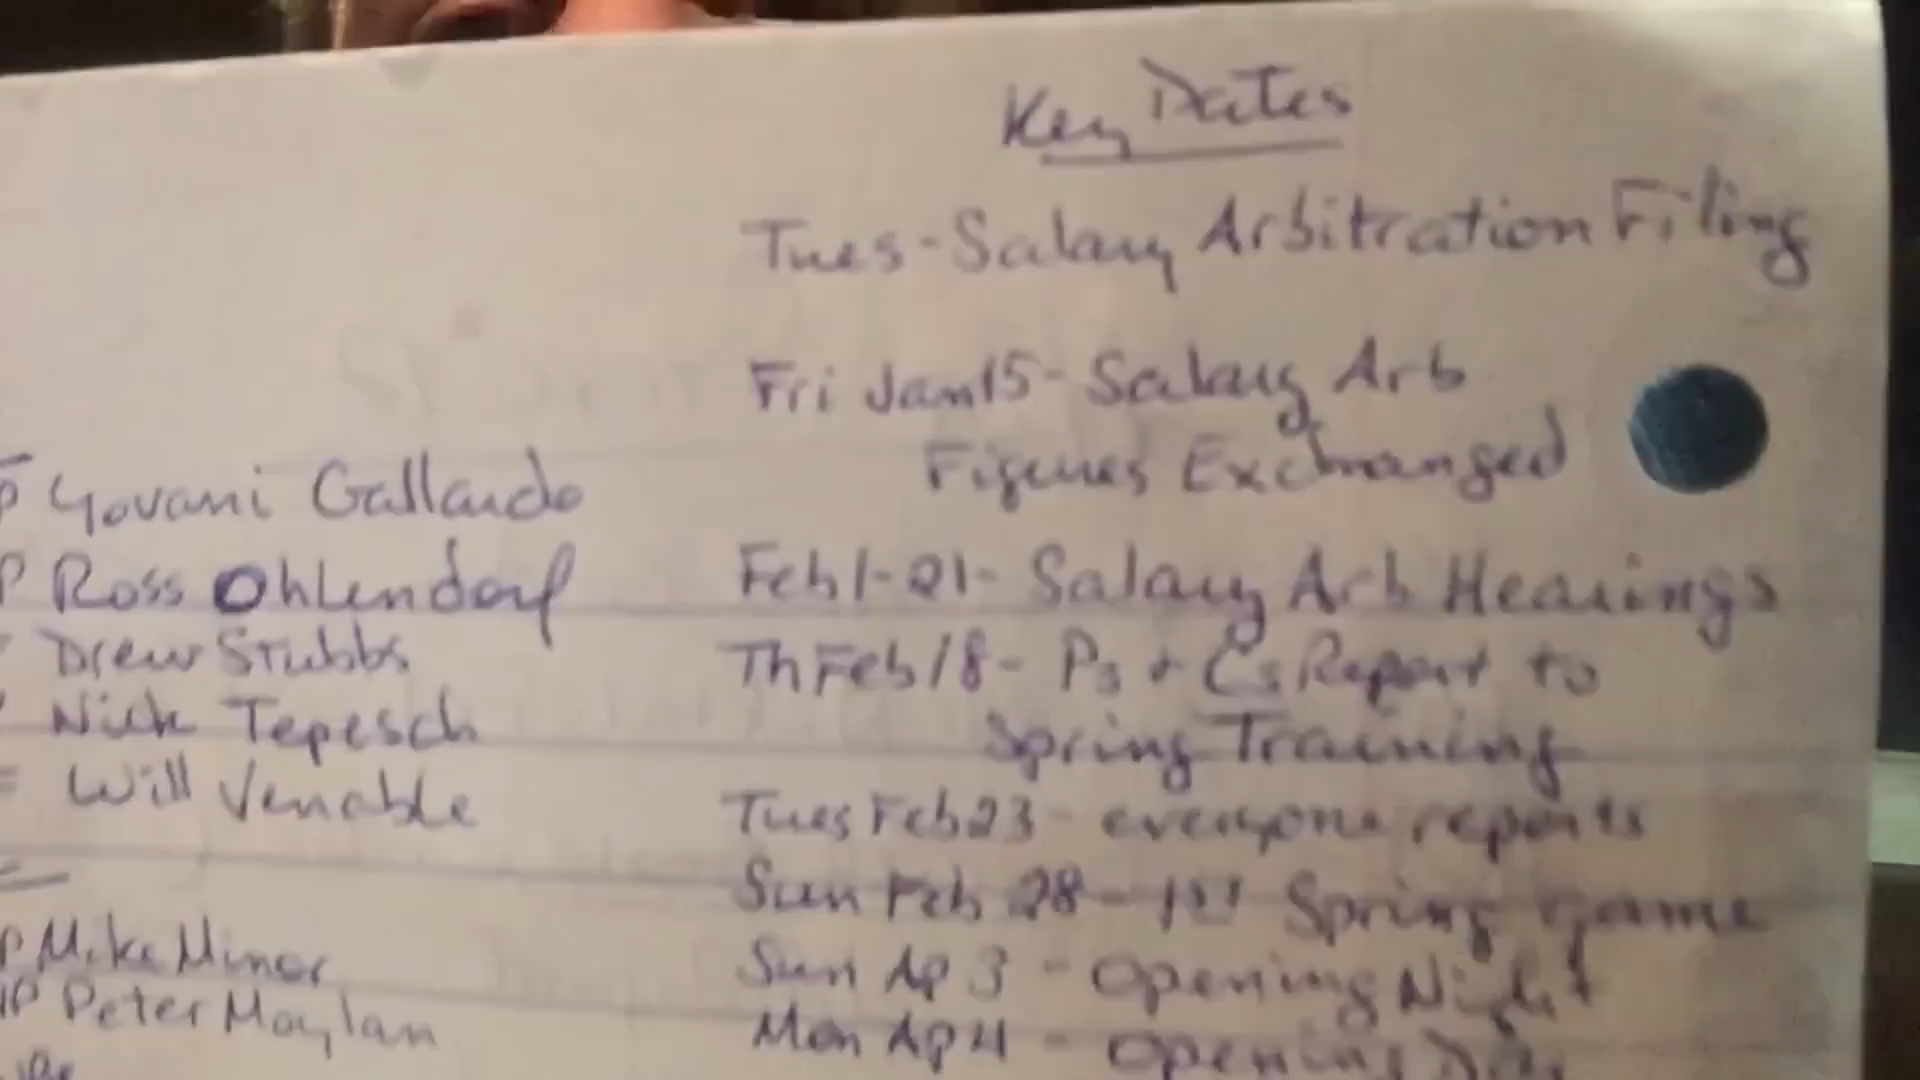 Key Dates
Tues - Salary Arbitration Filing
Fri Jan 15 - Salary Arb
Figures Exchanged
Feb 1-21 - Salary Arb Hearings
Th Feb 18 - Ps + Cs Report to
Spring Training
Tues Feb 23 - everyone reports
Sun Feb 28 - 1st Spring game
Sun Ap 3 - Opening Night
Mon Ap 4 - Opening Day
P Yovani Gallardo
P Ross Ohlendorf
Drew Stubbs
Nick Tepesch
Will Venable
P Mike Minor
P Peter Moylan